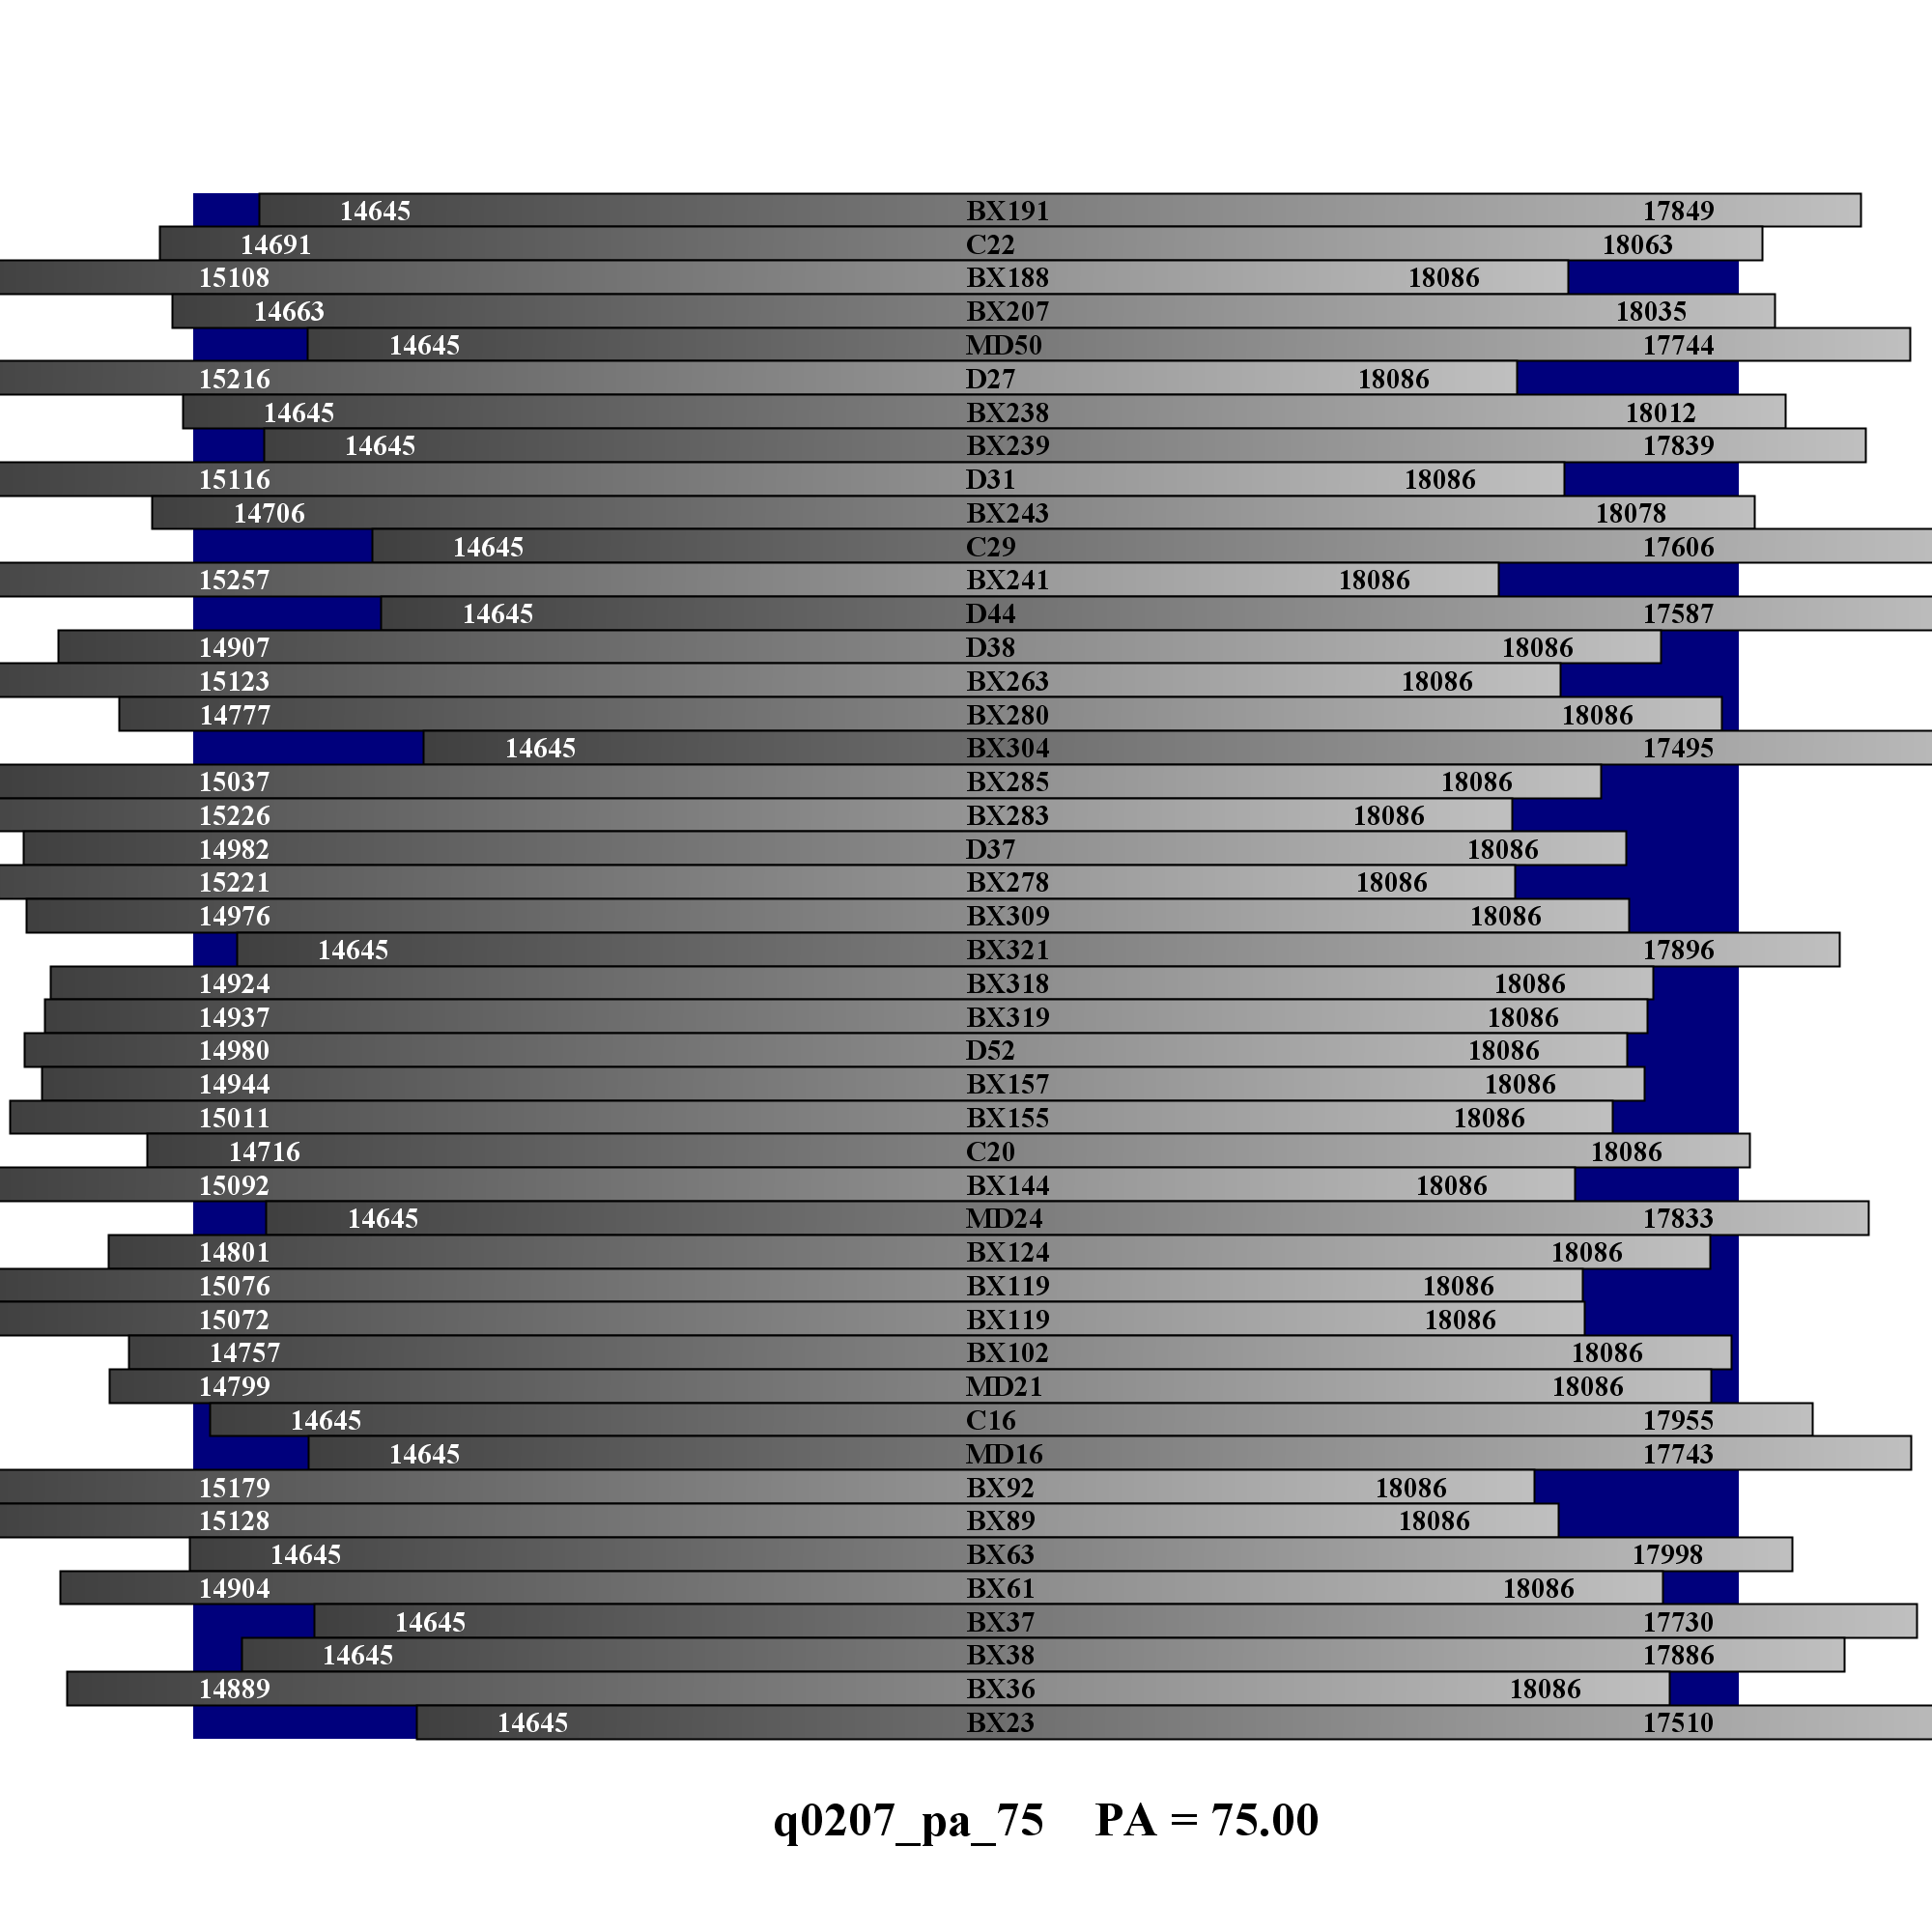 14645 BX191 17849
14691 C22 18063
15108 BX188 18086
14663 BX207 18035
14645 MD50 17744
15216 D27 18086
14645 BX238 18012
14645 BX239 17839
15116 D31 18086
14706 BX243 18078
14645 C29 17606
15257 BX241 18086
14645 D44 17587
14907 D38 18086
15123 BX263 18086
14777 BX280 18086
14645 BX304 17495
15037 BX285 18086
15226 BX283 18086
14982 D37 18086
15221 BX278 18086
14976 BX309 18086
14645 BX321 17896
14924 BX318 18086
14937 BX319 18086
14980 D52 18086
14944 BX157 18086
15011 BX155 18086
14716 C20 18086
15092 BX144 18086
14645 MD24 17833
14801 BX124 18086
15076 BX119 18086
15072 BX119 18086
14757 BX102 18086
14799 MD21 18086
14645 C16 17955
14645 MD16 17743
15179 BX92 18086
15128 BX89 18086
14645 BX63 17998
14904 BX61 18086
14645 BX37 17730
14645 BX38 17886
14889 BX36 18086
14645 BX23 17510
q0207_pa_75 PA = 75.00